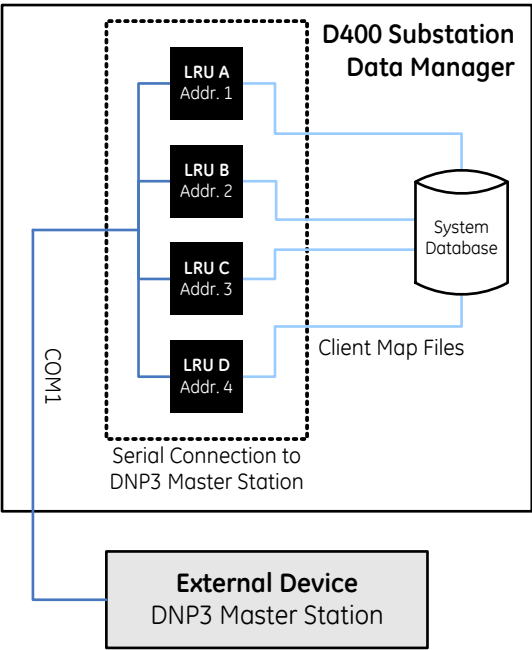 D400 Substation
Data Manager
LRU A
Addr. 1
LRU B
Addr. 2
LRU C
Addr. 3
LRU D
Addr. 4
System
Database
Client Map Files
COM1
Serial Connection to
DNP3 Master Station
External Device
DNP3 Master Station